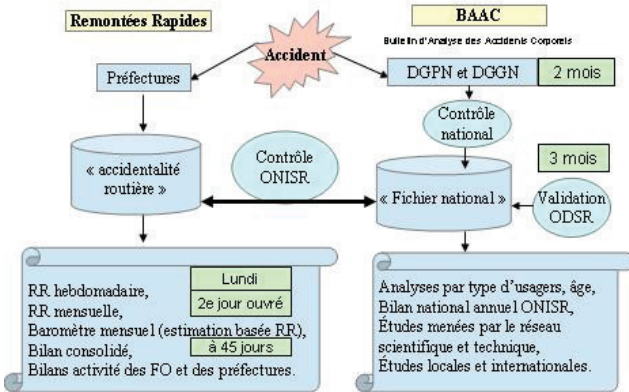 Remontées Rapides
BAAC
Bulletin d'Analyse des Accidents Corporels
Accident
Préfectures
DGPN et DGGN
2 mois
Contrôle
national
« accidentalité
routière »
Contrôle
ONISR
3 mois
« Fichier national »
Validation
ODSR
RR hebdomadaire,
Lundi
RR mensuelle,
2e jour ouvré
Baromètre mensuel (estimation basée RR),
Bilan consolidé,
à 45 jours
Bilans activité des FO et des préfectures.
Analyses par type d'usagers, âge,
Bilan national annuel ONISR,
Études menées par le réseau
scientifique et technique,
Études locales et internationales.